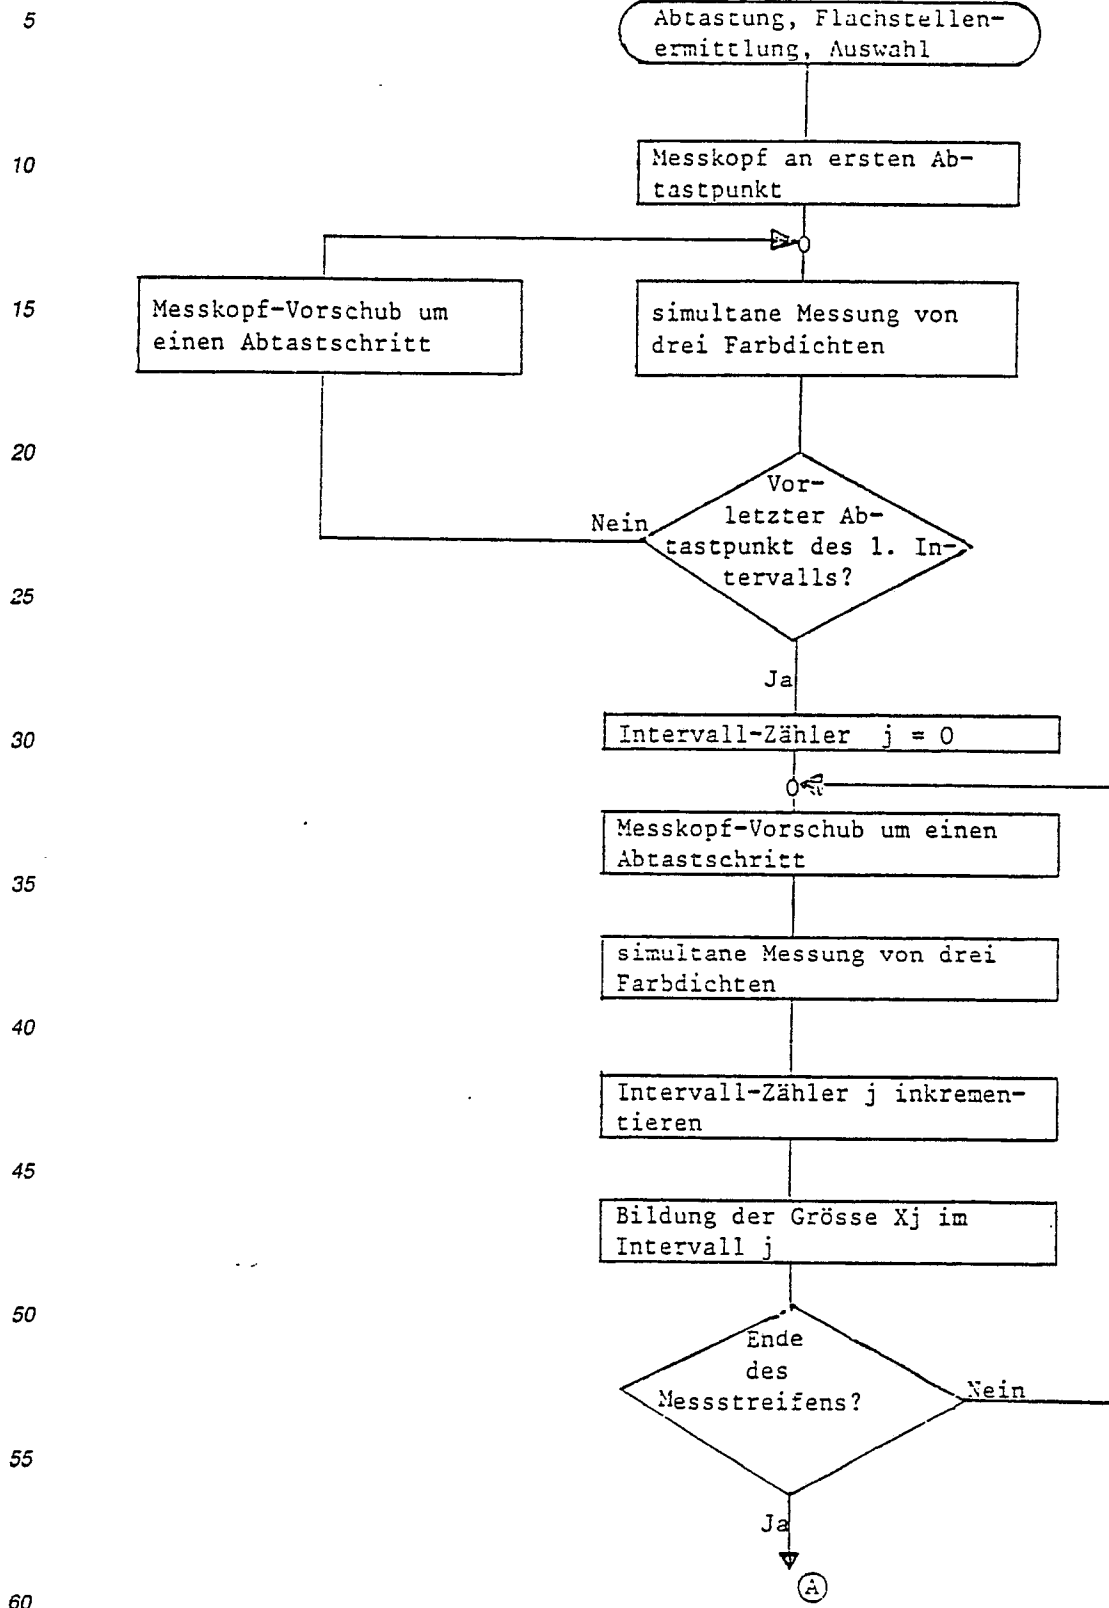 5
Abtastung, Flachstellen-
ermittlung, Auswahl
10
Messkopf an ersten Ab-
tastpunkt
15
Messkopf-Vorschub um
einen Abtastschritt
simultane Messung von
drei Farbdichten
20
Vor-
letzter Ab-
tastpunkt des 1. In-
tervalls?
Nein
25
Ja
30
Intervall-Zähler j = 0
Messkopf-Vorschub um einen
Abtastschritt
35
simultane Messung von drei
Farbdichten
40
Intervall-Zähler j inkremen-
tieren
45
Bildung der Grösse Xj im
Intervall j
50
Ende
des
Messstreifens?
Nein
55
Ja
A
60